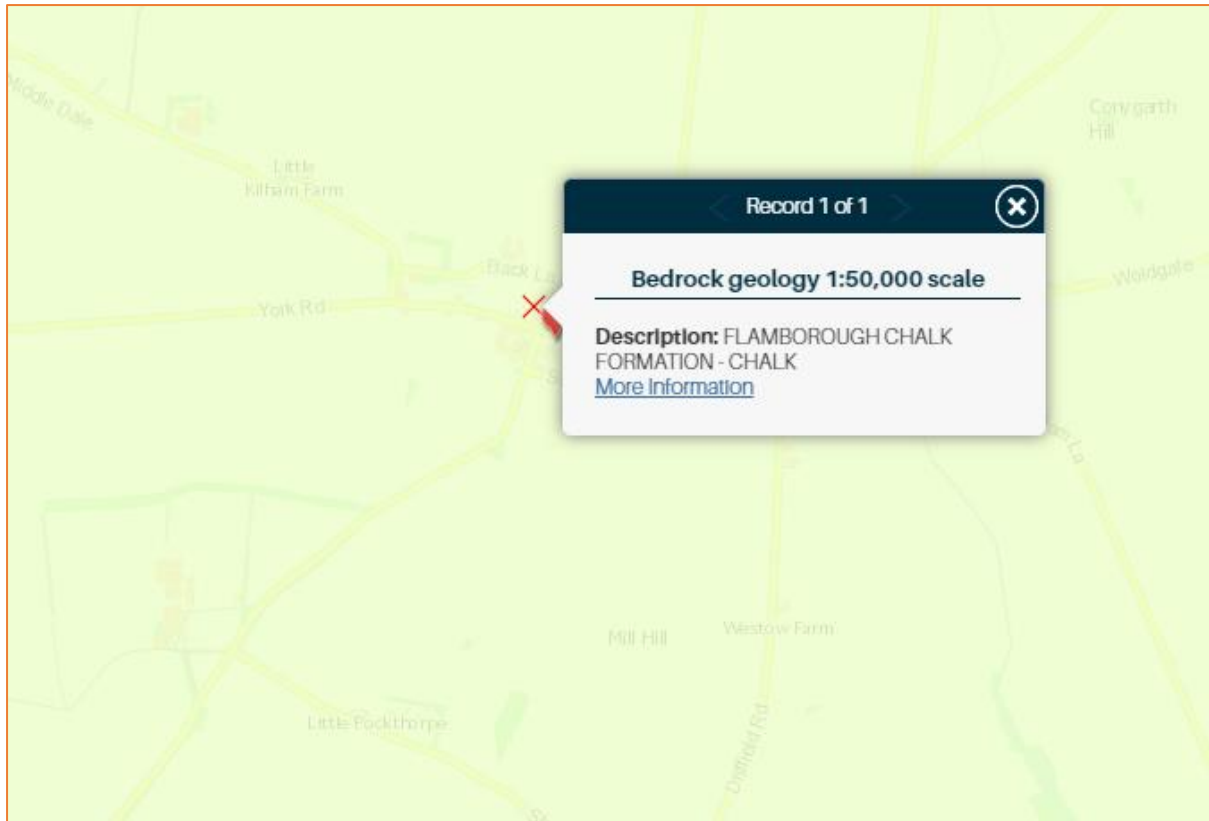 Middle Dale
Conygarth
Hill
Little
Kilham Farm
Record 1 of 1
Back La
Bedrock geology 1:50,000 scale
Woldgate
York Rd
Description: FLAMBOROUGH CHALK
FORMATION - CHALK
More Information
Mill Hill
Westow Farm
Little Pockthorpe
Driffield Rd